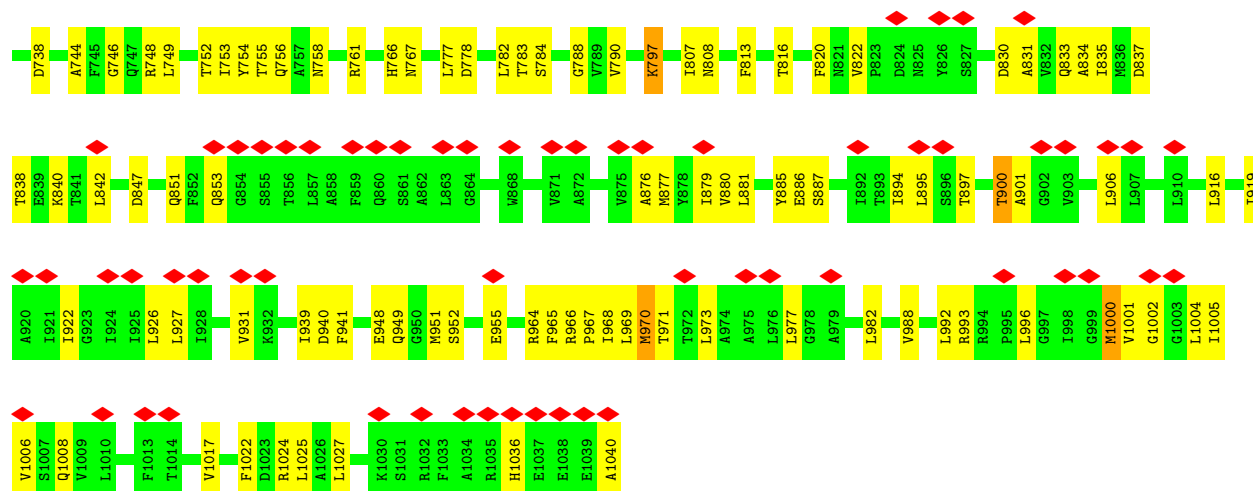 D738 A744 F745 G746 Q747 R748 L749 T752 I753 Y754 T755 Q756 A757 N758 R761 H766 N767 L777 D778 L782 T783 S784 G788 V789 V790 K797 I807 N808 F813 T816 F820 N821 V822 P823 D824 N825 Y826 S827 D830 A831 V832 Q833 A834 I835 M836 D837
T838 E839 K840 T841 L842 D847 Q851 F852 Q853 G854 S855 T856 L857 A858 F859 Q860 S861 A862 L863 G864 W868 V871 A872 V875 A876 M877 Y878 I879 V880 L881 Y885 E886 S887 I892 T893 I894 L895 S896 T897 T900 A901 G902 V903 L906 L907 L910 L916 I919
A920 I921 I922 G923 I924 I925 L926 L927 I928 V931 K932 I939 D940 F941 E948 Q949 G950 M951 S952 E955 R964 F965 R966 P967 I968 L969 M970 T971 T972 L973 A974 A975 L976 L977 G978 A979 L982 V988 L992 R993 R994 P995 L996 G997 I998 G999 M1000 V1001 G1002 G1003 L1004 I1005
V1006 S1007 Q1008 V1009 L1010 F1013 T1014 V1017 F1022 D1023 R1024 L1025 A1026 L1027 K1030 S1031 R1032 F1033 A1034 R1035 H1036 E1037 E1038 E1039 A1040